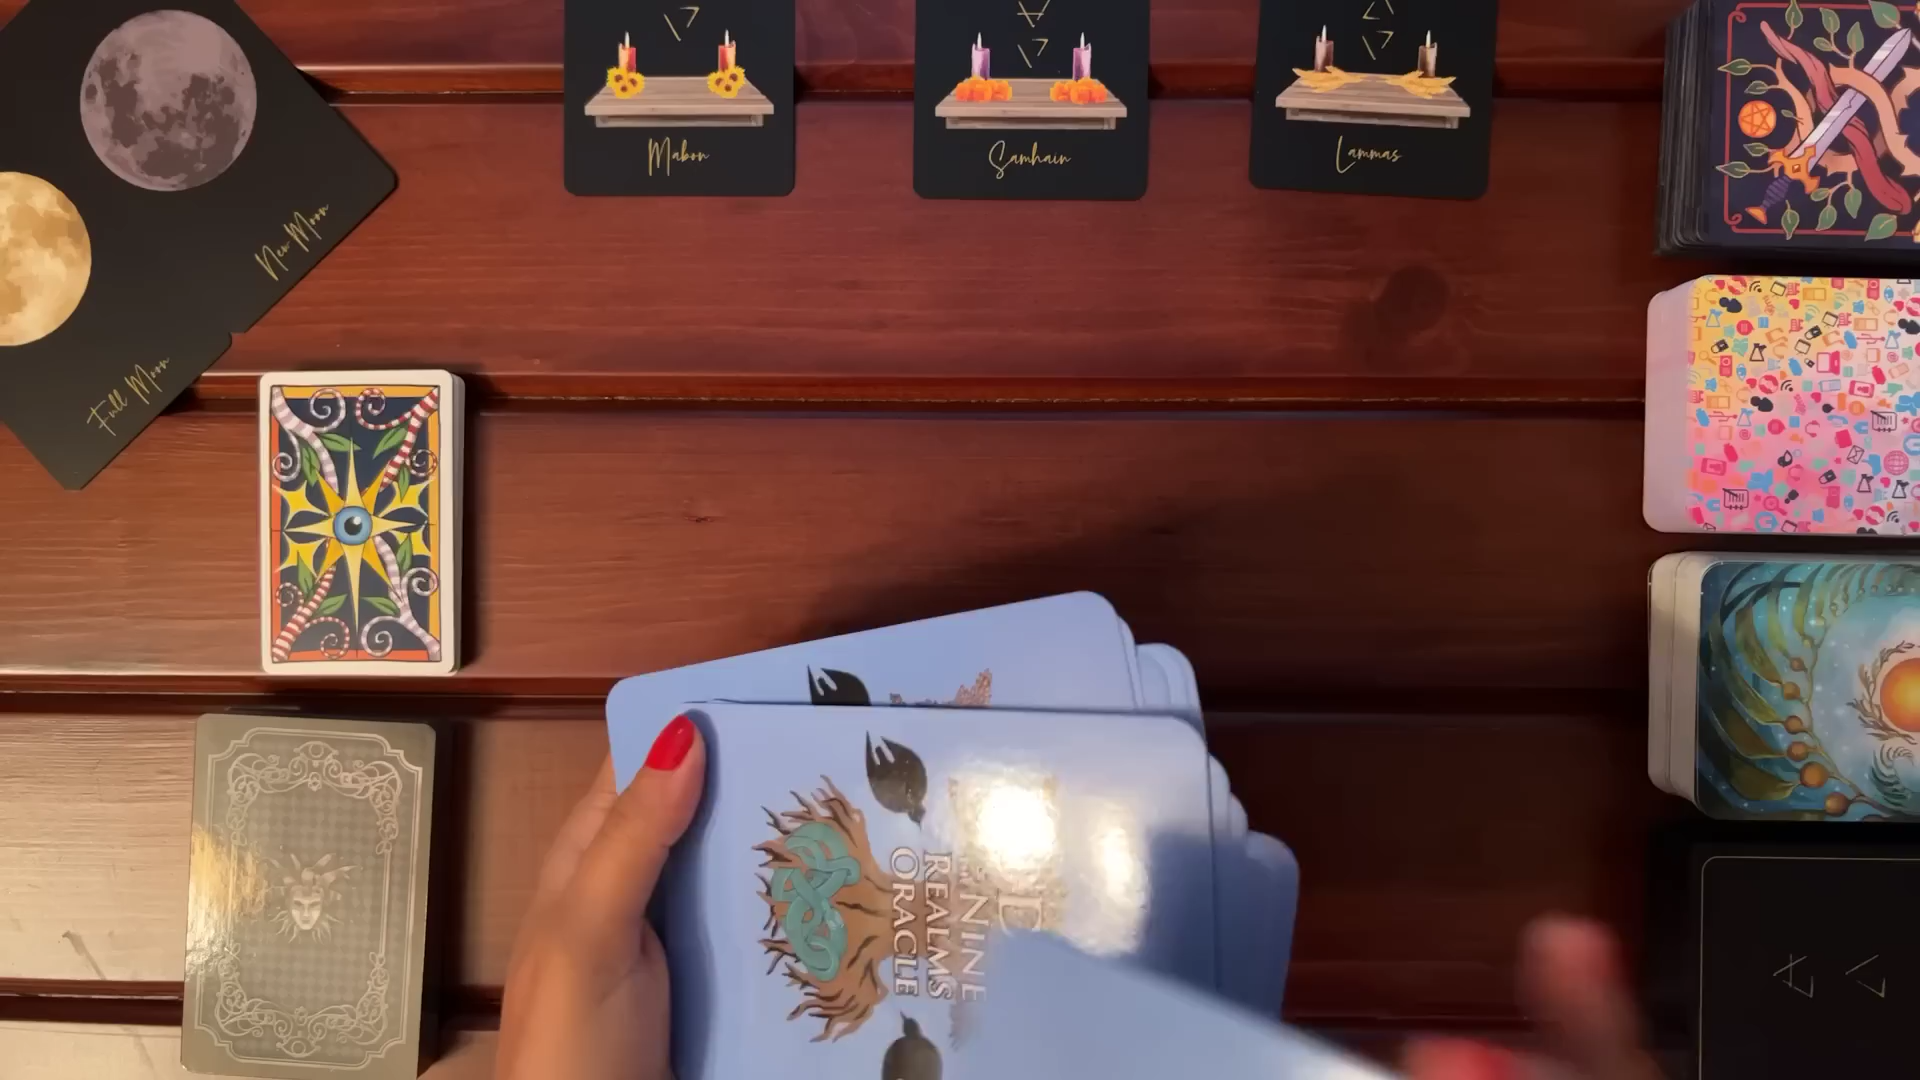 Mabon
Samhain
Lammas
New Moon
Full Moon
NINE
REALMS
ORACLE